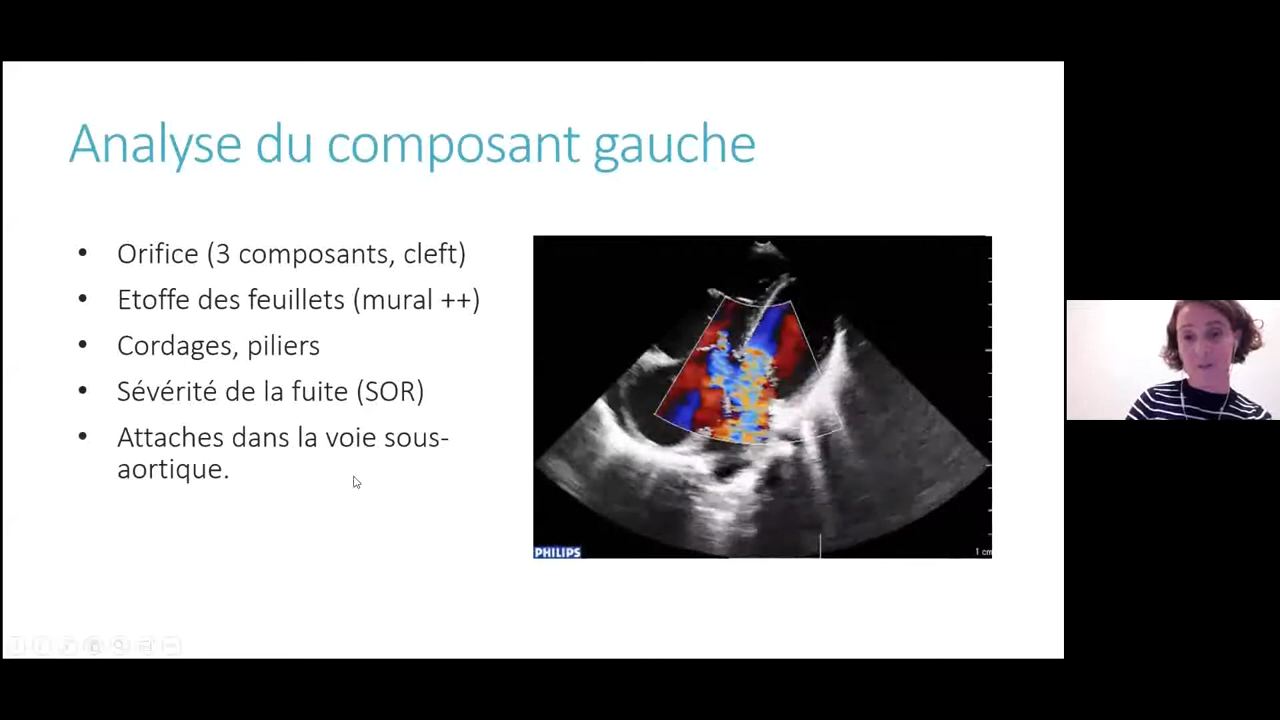 Analyse du composant gauche
• Orifice (3 composants, cleft)
• Etoffe des feuillets (mural ++)
• Cordages, piliers
• Sévérité de la fuite (SOR)
• Attaches dans la voie sous-
aortique.
PHILIPS
1 cm